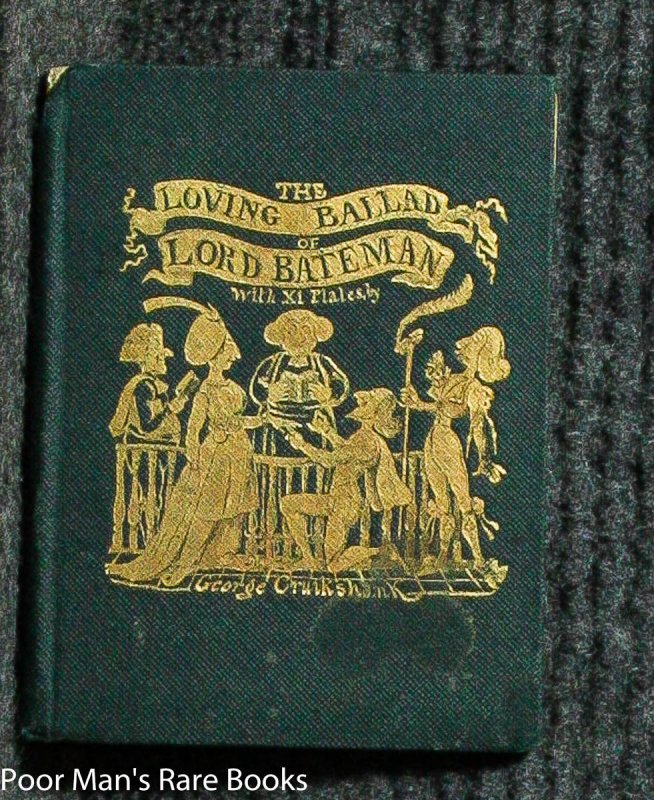 THE
LOVING BALLAD
OF
LORD BATEMAN
With XI Plates by
George Cruikshank
Poor Man's Rare Books